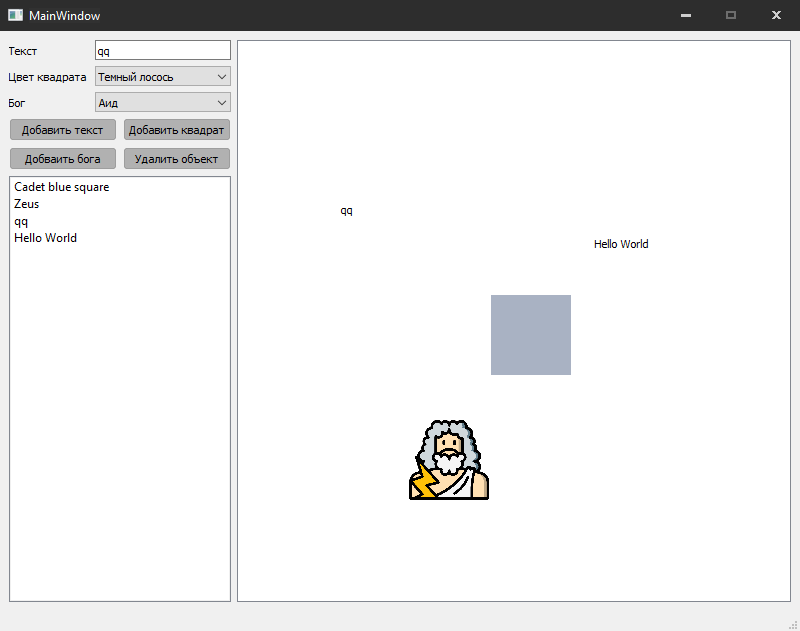 MainWindow
Текст qq
Цвет квадрата Темный лосось
Бог Аид
Добавить текст Добавить квадрат
Добваить бога Удалить объект
Cadet blue square
Zeus
qq
Hello World
qq
Hello World